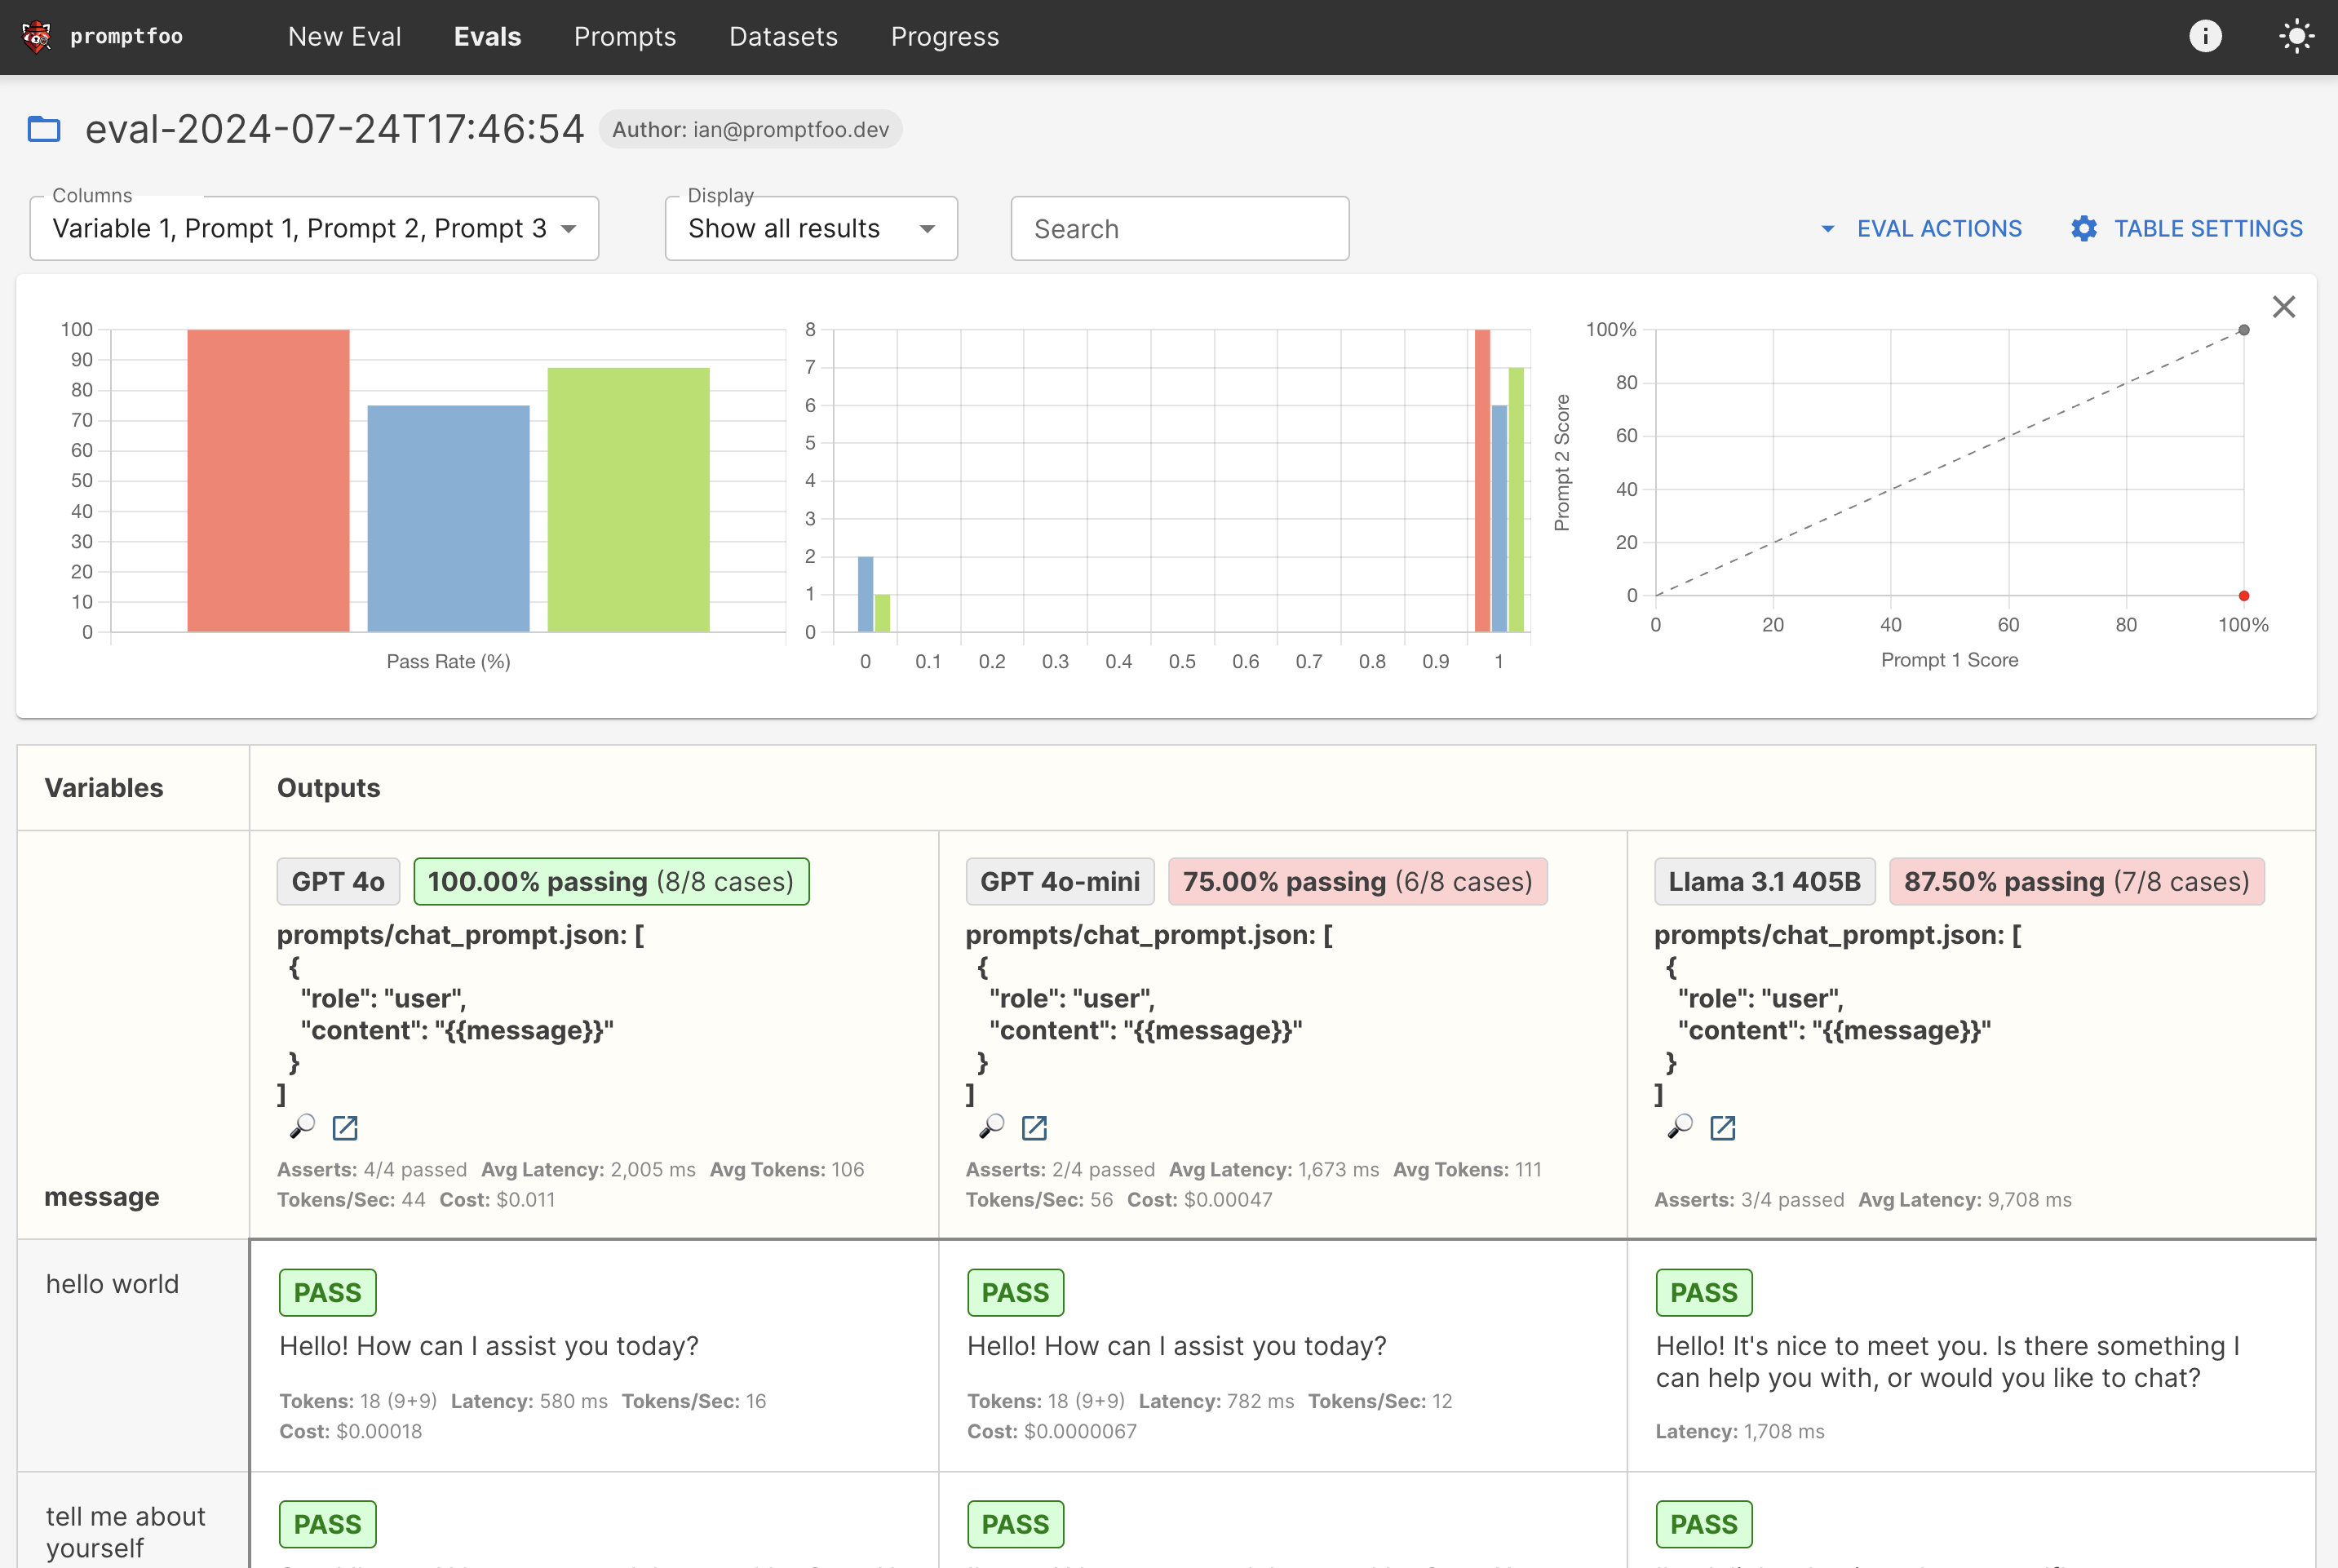 promptfoo
New Eval
Evals
Prompts
Datasets
Progress
eval-2024-07-24T17:46:54
Author: ian@promptfoo.dev
Columns
Variable 1, Prompt 1, Prompt 2, Prompt 3
Display
Show all results
Search
EVAL ACTIONS
TABLE SETTINGS
100
90
80
70
60
50
40
30
20
10
0
Pass Rate (%)
8
7
6
5
4
3
2
1
0
0 0.1 0.2 0.3 0.4 0.5 0.6 0.7 0.8 0.9 1
Prompt 2 Score
100%
80
60
40
20
0
0 20 40 60 80 100%
Prompt 1 Score
Variables
Outputs
message
GPT 4o 100.00% passing (8/8 cases)
prompts/chat_prompt.json: [
{
"role": "user",
"content": "{{message}}"
}
]
Asserts: 4/4 passed Avg Latency: 2,005 ms Avg Tokens: 106
Tokens/Sec: 44 Cost: $0.011
GPT 4o-mini 75.00% passing (6/8 cases)
prompts/chat_prompt.json: [
{
"role": "user",
"content": "{{message}}"
}
]
Asserts: 2/4 passed Avg Latency: 1,673 ms Avg Tokens: 111
Tokens/Sec: 56 Cost: $0.00047
Llama 3.1 405B 87.50% passing (7/8 cases)
prompts/chat_prompt.json: [
{
"role": "user",
"content": "{{message}}"
}
]
Asserts: 3/4 passed Avg Latency: 9,708 ms
hello world
PASS
Hello! How can I assist you today?
Tokens: 18 (9+9) Latency: 580 ms Tokens/Sec: 16
Cost: $0.00018
PASS
Hello! How can I assist you today?
Tokens: 18 (9+9) Latency: 782 ms Tokens/Sec: 12
Cost: $0.0000067
PASS
Hello! It's nice to meet you. Is there something I
can help you with, or would you like to chat?
Latency: 1,708 ms
tell me about
yourself
PASS
PASS
PASS